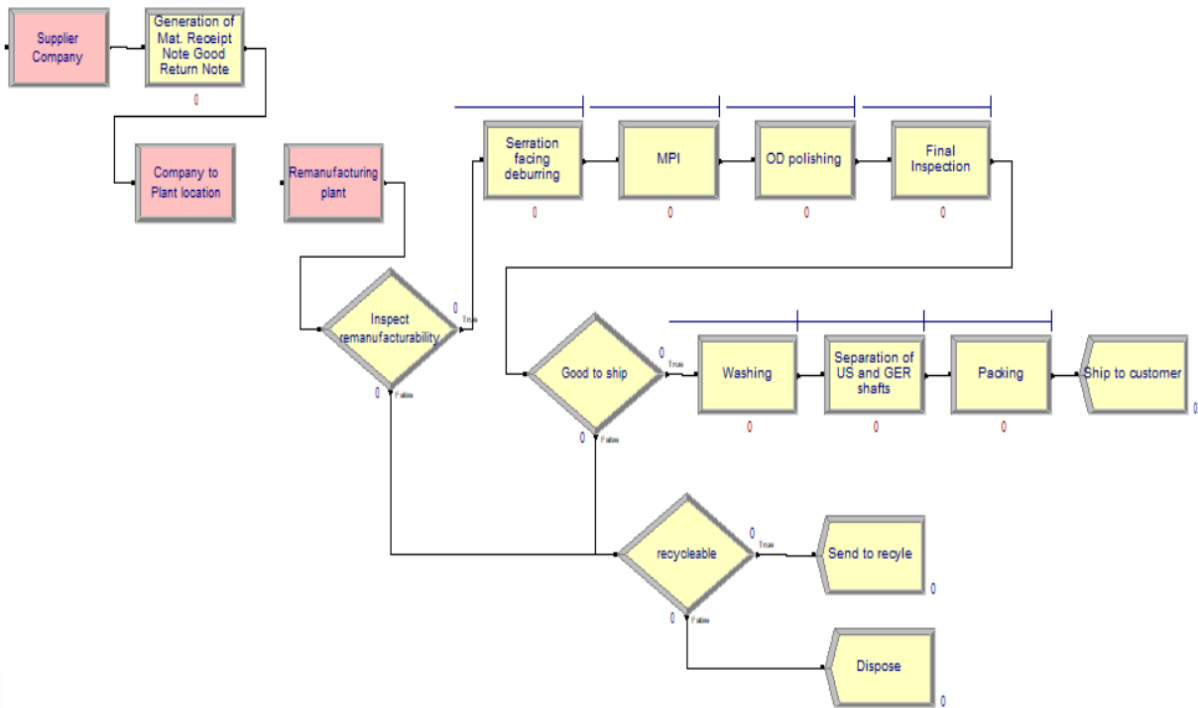 Supplier
Company
Generation of
Mat. Receipt
Note Good
Return Note
0
Company to
Plant location
Remanufacturing
plant
Serration
facing
deburring
0
MPI
0
OD polishing
0
Final
Inspection
0
Inspect
remanufacturability
0
True
0
False
Good to ship
0
True
0
False
Washing
0
Separation of
US and GER
shafts
0
Packing
0
Ship to customer
0
recycleable
0
True
0
False
Send to recyle
0
Dispose
0